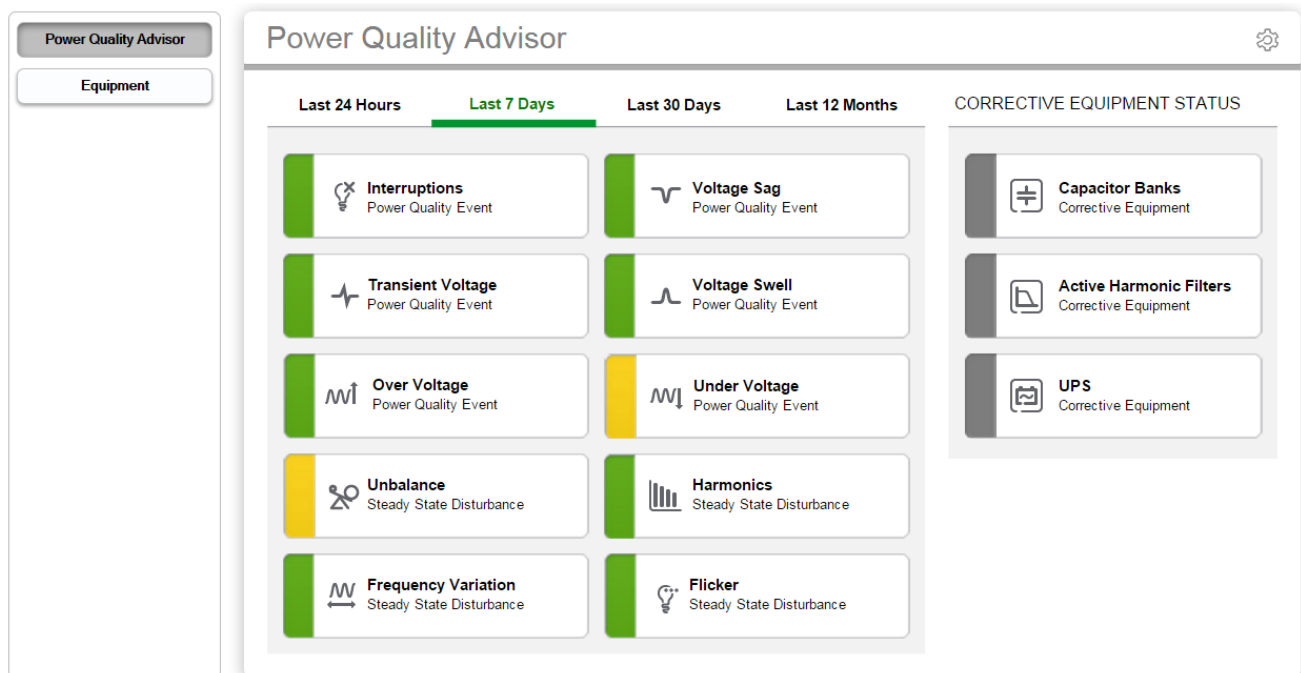 Power Quality Advisor
Equipment
Power Quality Advisor
Last 24 Hours
Last 7 Days
Last 30 Days
Last 12 Months
CORRECTIVE EQUIPMENT STATUS
Interruptions
Power Quality Event
Voltage Sag
Power Quality Event
Capacitor Banks
Corrective Equipment
Transient Voltage
Power Quality Event
Voltage Swell
Power Quality Event
Active Harmonic Filters
Corrective Equipment
Over Voltage
Power Quality Event
Under Voltage
Power Quality Event
UPS
Corrective Equipment
Unbalance
Steady State Disturbance
Harmonics
Steady State Disturbance
Frequency Variation
Steady State Disturbance
Flicker
Steady State Disturbance